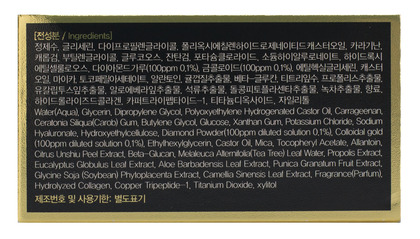 [전성분 / Ingredients]
정제수, 글리세린, 다이프로필렌글라이콜, 폴리옥시에칠렌하이드로제네이티드캐스터오일, 카라기난,
캐롭검, 부틸렌글라이콜, 글루코오스, 잔탄검, 포타슘클로라이드, 소듐하이알루로네이트, 하이드록시
에틸셀룰로오스, 다이아몬드가루(100ppm 0.1%), 금콜로이드(100ppm 0.1%), 에틸헥실글리세린, 캐스터
오일, 마이카, 토코페릴아세테이트, 알란토인, 귤껍질추출물, 베타-글루칸, 티트리잎수, 프로폴리스추출물,
유칼립투스잎추출물, 알로에베라잎추출물, 석류추출물, 돌콩피토플라센타추출물, 녹차추출물, 향료,
하이드롤라이즈드콜라겐, 카퍼트라이펩타이드-1, 티타늄디옥사이드, 자일리톨
Water(Aqua), Glycerin, Dipropylene Glycol, Polyoxyethylene Hydrogenated Castor Oil, Carrageenan,
Ceratonia Siliqua(Carob) Gum, Butylene Glycol, Glucose, Xanthan Gum, Potassium Chloride, Sodium
Hyaluronate, Hydroxyethylcellulose, Diamond Powder(100ppm diluted solution 0.1%), Colloidal gold
(100ppm diluted solution 0.1%), Ethylhexylglycerin, Castor Oil, Mica, Tocopheryl Acetate, Allantoin,
Citrus Unshiu Peel Extract, Beta-Glucan, Melaleuca Alternifolia(Tea Tree) Leaf Water, Propolis Extract,
Eucalyptus Globulus Leaf Extract, Aloe Barbadensis Leaf Extract, Punica Granatum Fruit Extract,
Glycine Soja (Soybean) Phytoplacenta Extract, Camellia Sinensis Leaf Extract, Fragrance(Parfum),
Hydrolyzed Collagen, Copper Tripeptide-1, Titanium Dioxide, xylitol
제조번호 및 사용기한: 별도표기